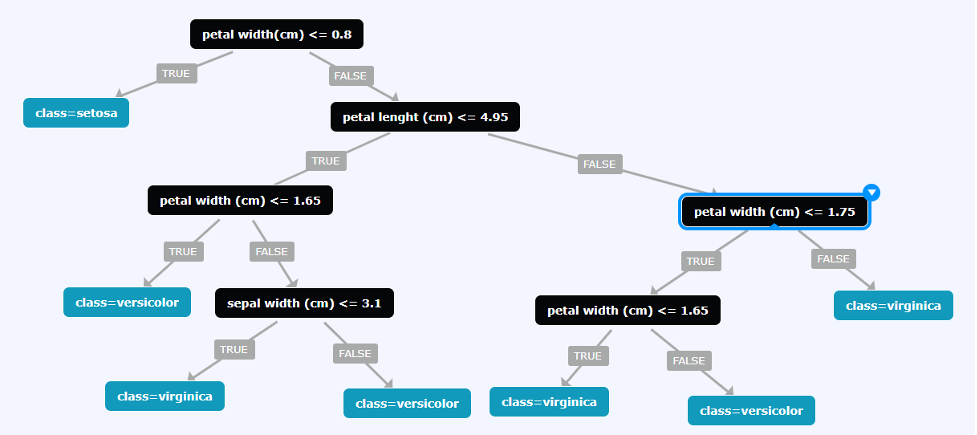 petal width(cm) <= 0.8
TRUE
FALSE
class=setosa
petal lenght (cm) <= 4.95
TRUE
FALSE
petal width (cm) <= 1.65
petal width (cm) <= 1.75
TRUE
FALSE
TRUE
FALSE
class=versicolor
sepal width (cm) <= 3.1
petal width (cm) <= 1.65
class=virginica
TRUE
FALSE
TRUE
FALSE
class=virginica
class=versicolor
class=virginica
class=versicolor